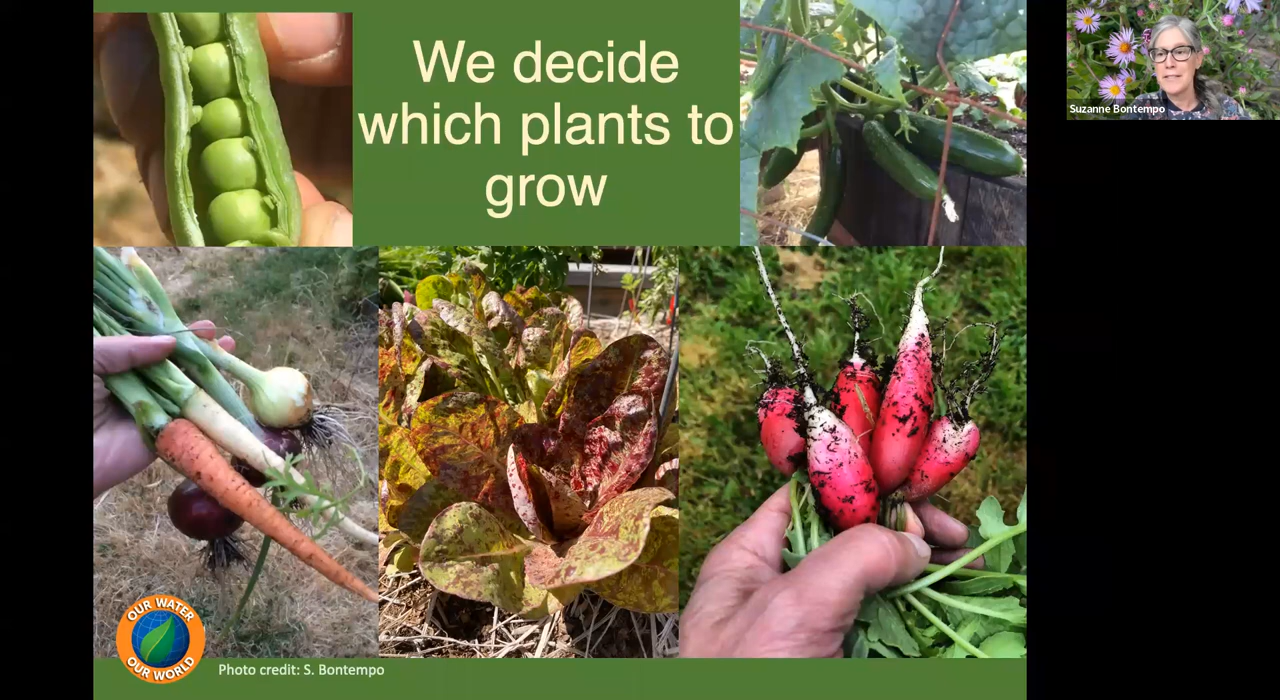 We decide
which plants to
grow
Suzanne Bontempo
OUR WATER
OUR WORLD
Photo credit: S. Bontempo